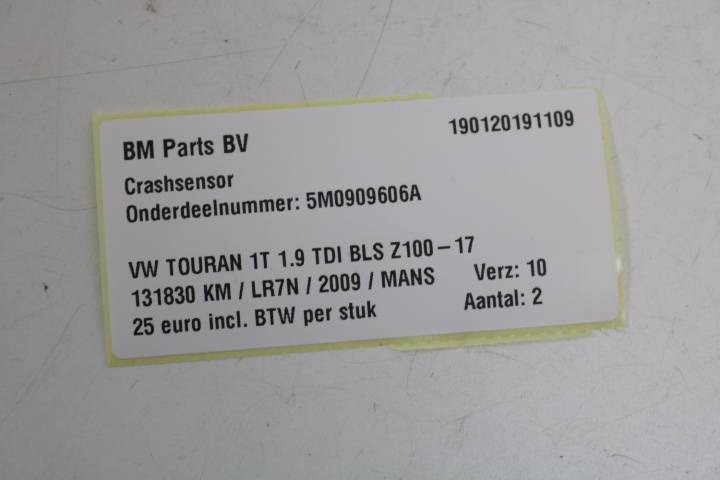 BM Parts BV 190120191109
Crashsensor
Onderdeelnummer: 5M0909606A
VW TOURAN 1T 1.9 TDI BLS Z100-17
131830 KM / LR7N / 2009 / MANS Verz: 10
25 euro incl. BTW per stuk Aantal: 2